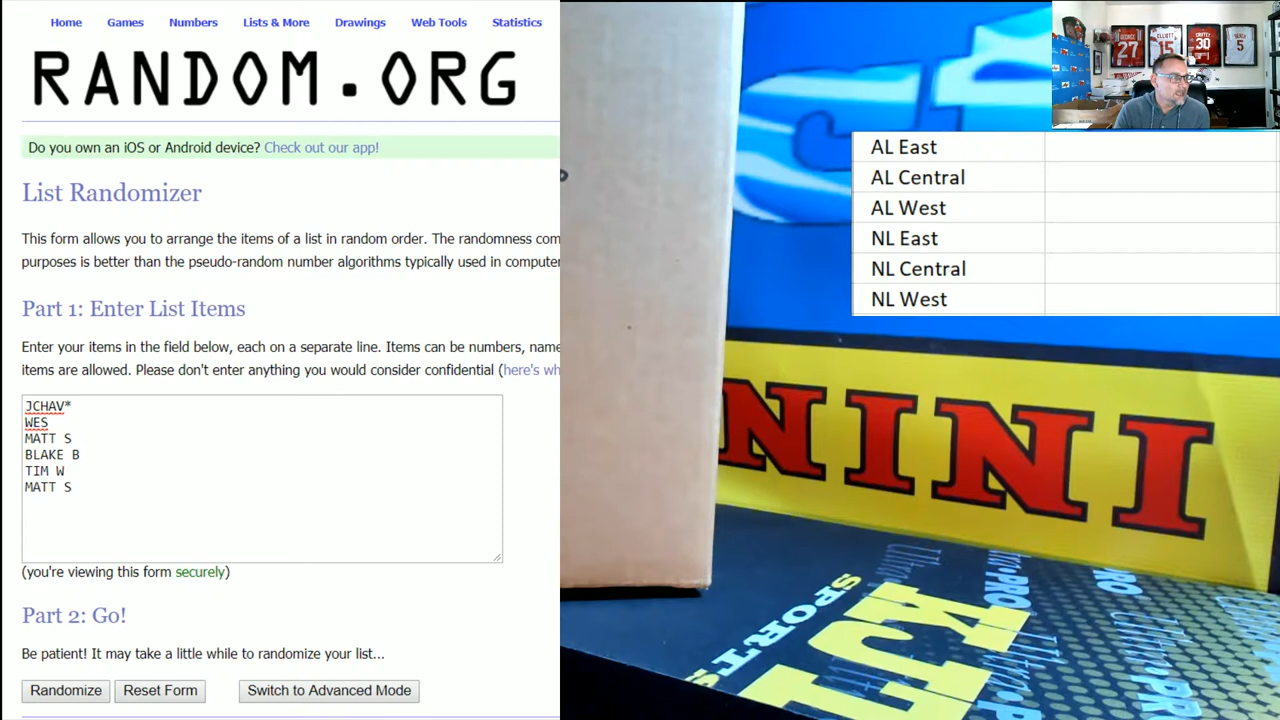 Home Games Numbers Lists & More Drawings Web Tools Statistics
RANDOM.ORG
Do you own an iOS or Android device? Check out our app!
List Randomizer
This form allows you to arrange the items of a list in random order. The randomness com
purposes is better than the pseudo-random number algorithms typically used in computer
Part 1: Enter List Items
Enter your items in the field below, each on a separate line. Items can be numbers, name
items are allowed. Please don't enter anything you would consider confidential (here's wh
JCHAV*
WES
MATT S
BLAKE B
TIM W
MATT S
(you're viewing this form securely)
Part 2: Go!
Be patient! It may take a little while to randomize your list...
Randomize Reset Form Switch to Advanced Mode
AL East
AL Central
AL West
NL East
NL Central
NL West
GEORGE
27
ELLIOTT
15
GRIFFEY
30
BENCH
5
NINI
KJL
SPORTS
PRO